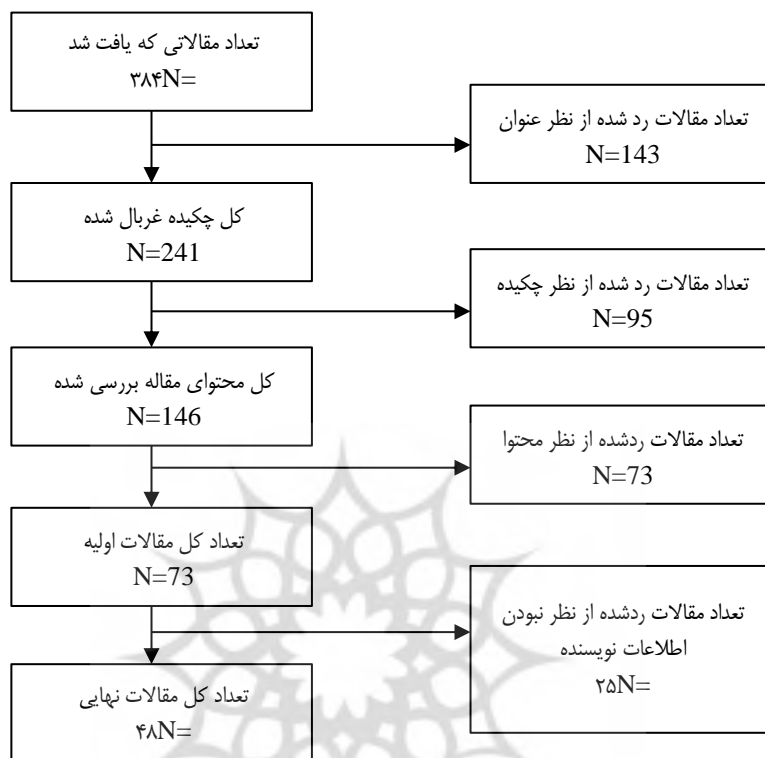 تعداد مقالاتی که یافت شد
۳۸۴N=
تعداد مقالات رد شده از نظر عنوان
N=143
کل چکیده غربال شده
N=241
تعداد مقالات رد شده از نظر چکیده
N=95
کل محتوای مقاله بررسی شده
N=146
تعداد مقالات ردشده از نظر محتوا
N=73
تعداد کل مقالات اولیه
N=73
تعداد مقالات ردشده از نظر نبودن
اطلاعات نویسنده
۲۵N=
تعداد کل مقالات نهایی
۴۸N=